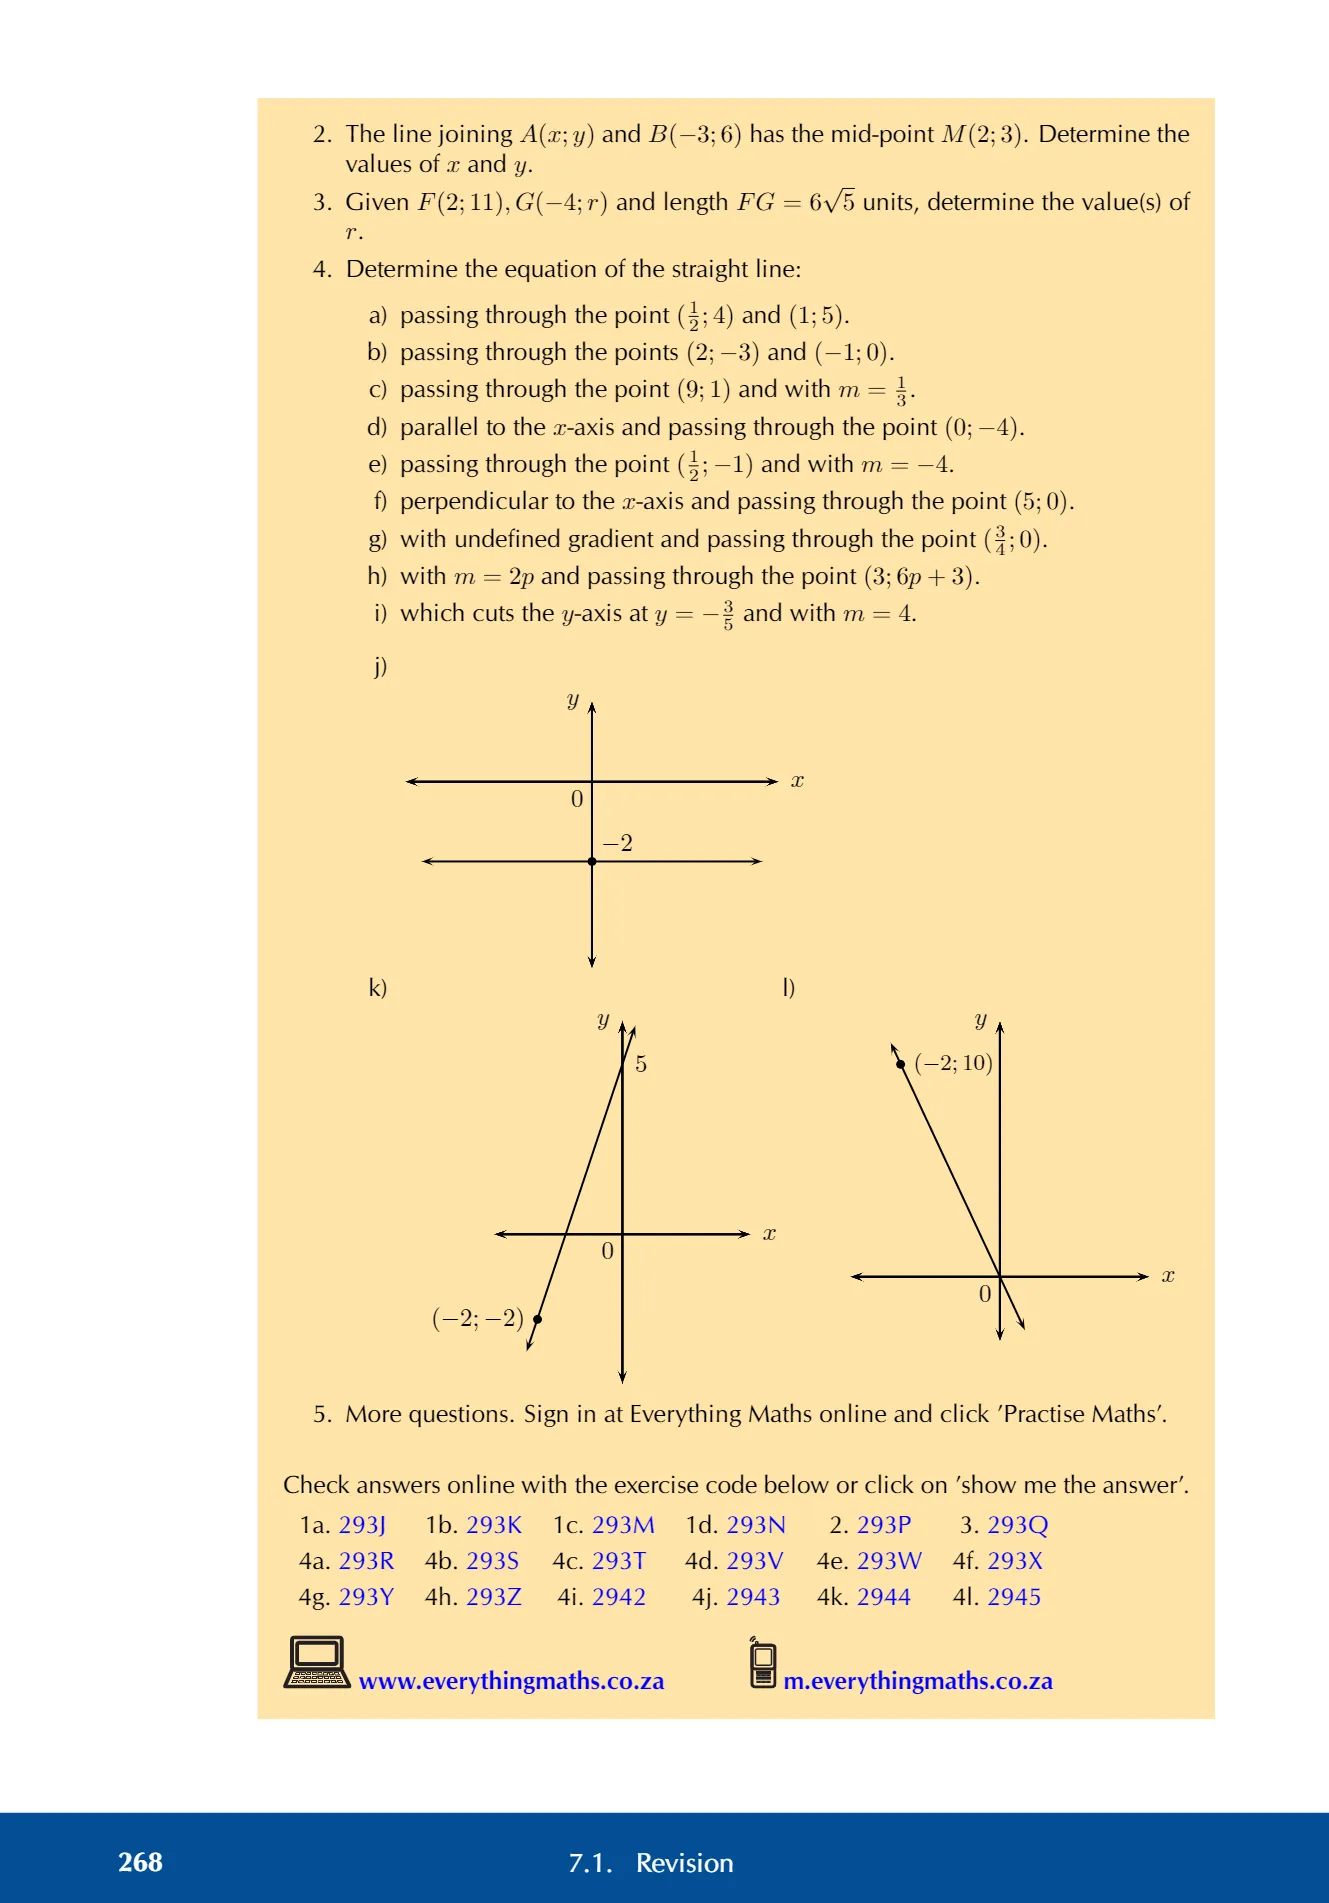 2. The line joining A(x; y) and B(−3; 6) has the mid-point M(2; 3). Determine the
values of x and y.
3. Given F(2; 11), G(−4; r) and length FG = 6√5 units, determine the value(s) of
r.
4. Determine the equation of the straight line:
a) passing through the point (1/2; 4) and (1; 5).
b) passing through the points (2; −3) and (−1; 0).
c) passing through the point (9; 1) and with m = 1/3.
d) parallel to the x-axis and passing through the point (0; −4).
e) passing through the point (1/2; −1) and with m = −4.
f) perpendicular to the x-axis and passing through the point (5; 0).
g) with undefined gradient and passing through the point (3/4; 0).
h) with m = 2p and passing through the point (3; 6p + 3).
i) which cuts the y-axis at y = −3/5 and with m = 4.
j)
y
x
0
−2
k)
y
5
x
0
(−2; −2)
l)
y
(−2; 10)
x
0
5. More questions. Sign in at Everything Maths online and click ’Practise Maths’.
Check answers online with the exercise code below or click on ’show me the answer’.
1a. 293J 1b. 293K 1c. 293M 1d. 293N 2. 293P 3. 293Q
4a. 293R 4b. 293S 4c. 293T 4d. 293V 4e. 293W 4f. 293X
4g. 293Y 4h. 293Z 4i. 2942 4j. 2943 4k. 2944 4l. 2945
www.everythingmaths.co.za m.everythingmaths.co.za
268 7.1. Revision